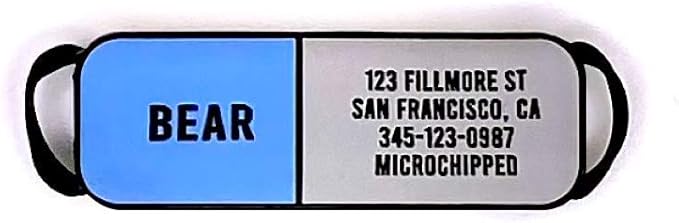 BEAR
123 FILLMORE ST
SAN FRANCISCO, CA
345-123-0987
MICROCHIPPED